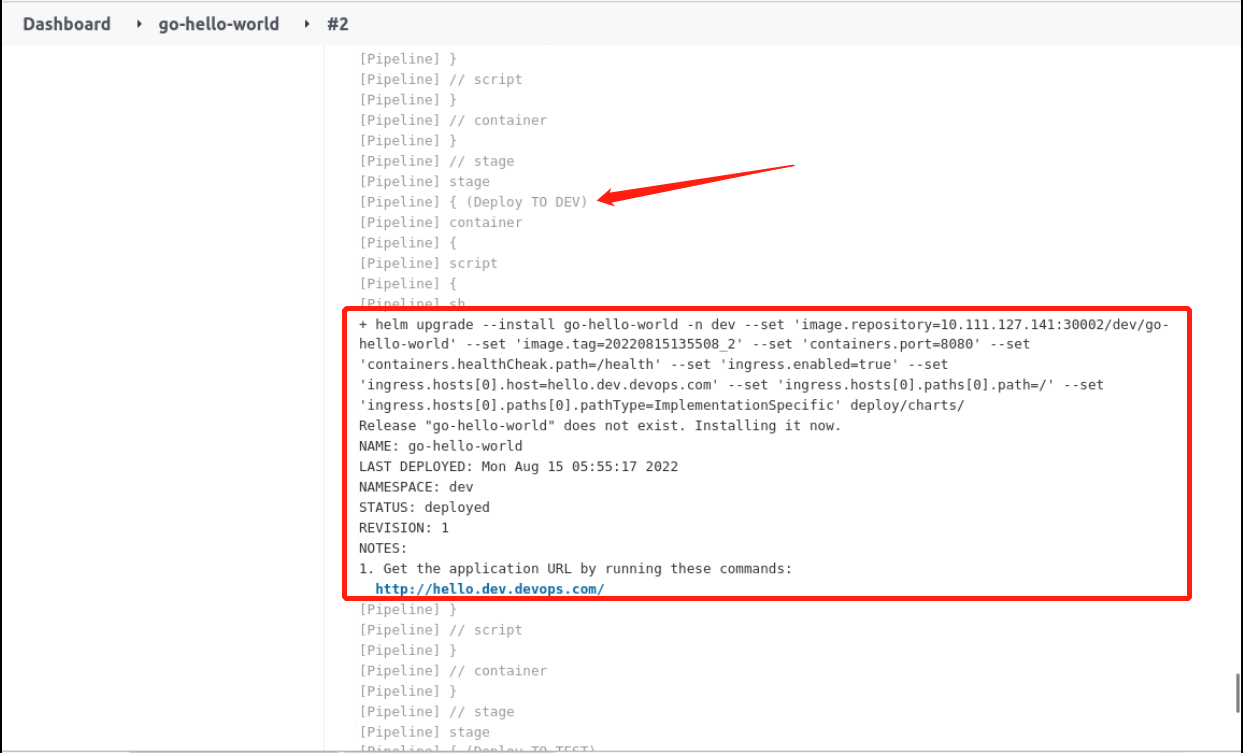 Dashboard ‣ go-hello-world ‣ #2
[Pipeline] }
[Pipeline] // script
[Pipeline] }
[Pipeline] // container
[Pipeline] }
[Pipeline] // stage
[Pipeline] stage
[Pipeline] { (Deploy TO DEV)
[Pipeline] container
[Pipeline] {
[Pipeline] script
[Pipeline] {
[Pipeline] sh
+ helm upgrade --install go-hello-world -n dev --set 'image.repository=10.111.127.141:30002/dev/go-
hello-world' --set 'image.tag=20220815135508_2' --set 'containers.port=8080' --set
'containers.healthCheak.path=/health' --set 'ingress.enabled=true' --set
'ingress.hosts[0].host=hello.dev.devops.com' --set 'ingress.hosts[0].paths[0].path=/' --set
'ingress.hosts[0].paths[0].pathType=ImplementationSpecific' deploy/charts/
Release "go-hello-world" does not exist. Installing it now.
NAME: go-hello-world
LAST DEPLOYED: Mon Aug 15 05:55:17 2022
NAMESPACE: dev
STATUS: deployed
REVISION: 1
NOTES:
1. Get the application URL by running these commands:
http://hello.dev.devops.com/
[Pipeline] }
[Pipeline] // script
[Pipeline] }
[Pipeline] // container
[Pipeline] }
[Pipeline] // stage
[Pipeline] stage
[Pipeline] { (Deploy TO TEST)